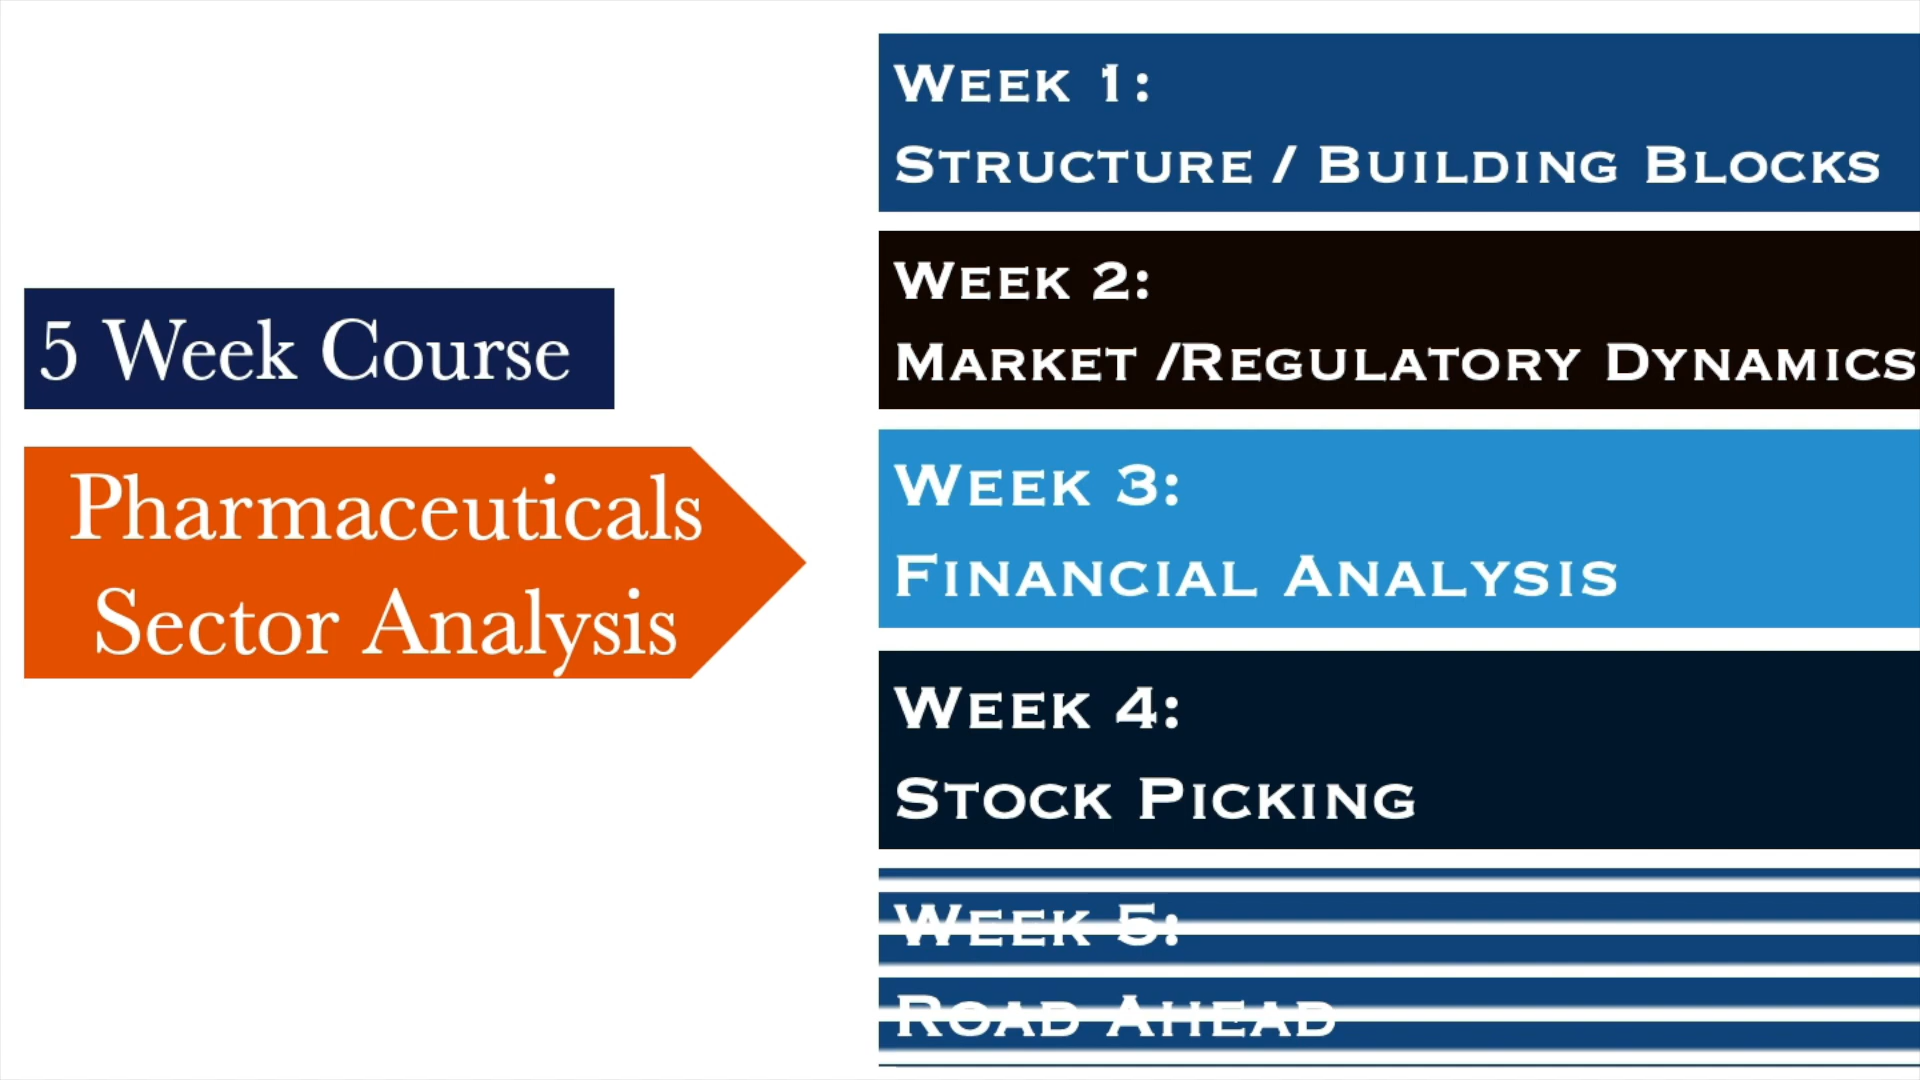 5 Week Course
Pharmaceuticals
Sector Analysis
Week 1:
Structure / Building Blocks
Week 2:
Market /Regulatory Dynamics
Week 3:
Financial Analysis
Week 4:
Stock Picking
Week 5:
Road Ahead